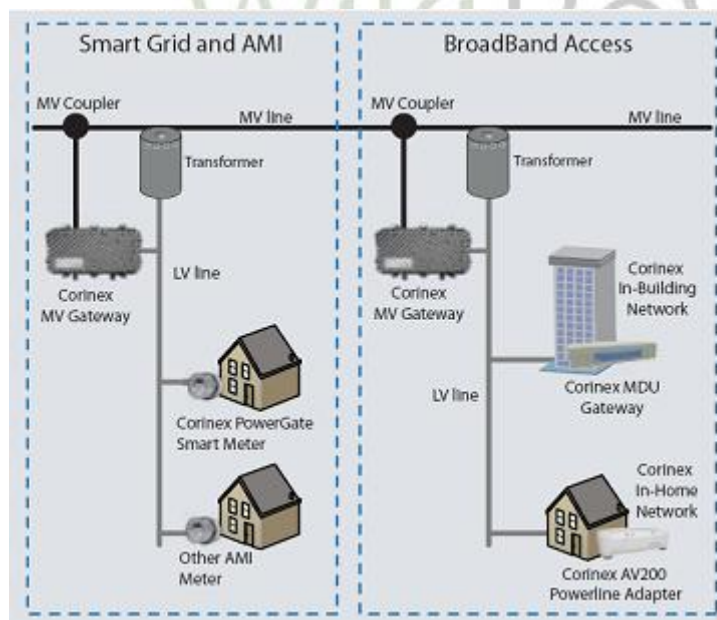 Smart Grid and AMI
MV Coupler
MV line
Transformer
Corinex
MV Gateway
LV line
Corinex PowerGate
Smart Meter
Other AMI
Meter
BroadBand Access
MV Coupler
MV line
Transformer
Corinex
MV Gateway
Corinex
In-Building
Network
Corinex MDU
Gateway
LV line
Corinex
In-Home
Network
Corinex AV200
Powerline Adapter